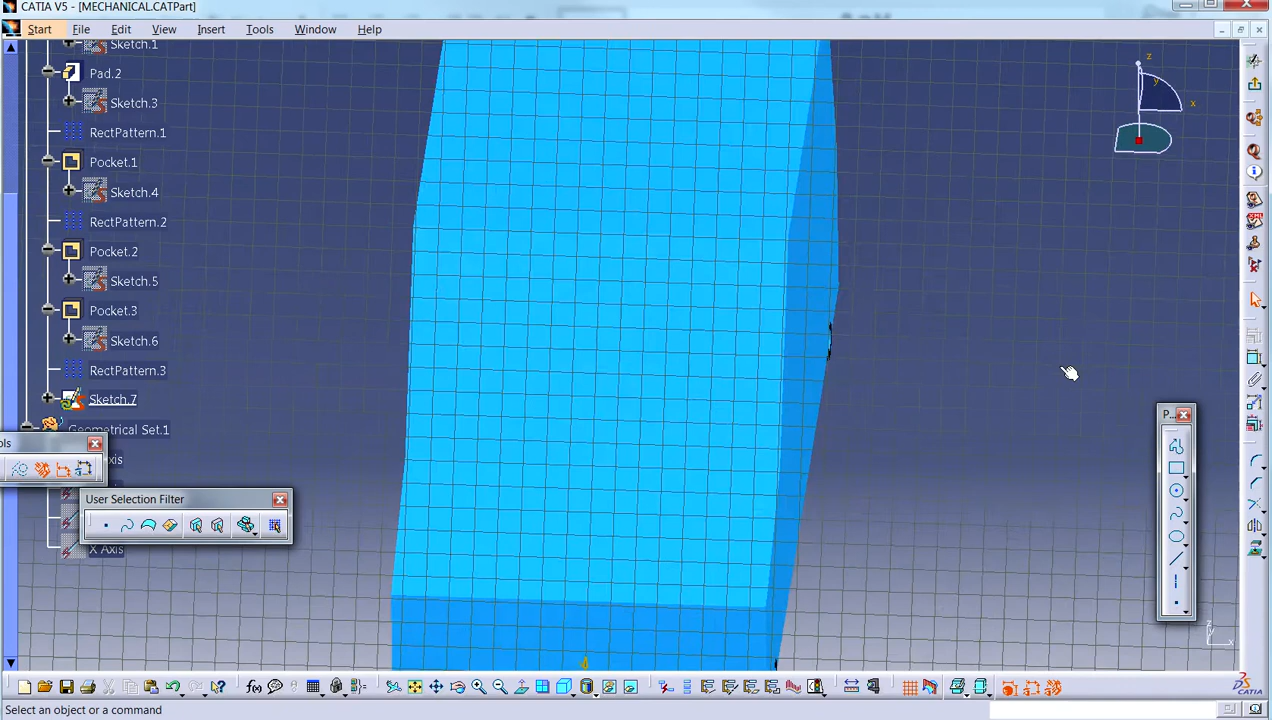 CATIA V5 - [MECHANICAL.CATPart]
Start File Edit View Insert Tools Window Help
Sketch.1
Pad.2
Sketch.3
RectPattern.1
Pocket.1
Sketch.4
RectPattern.2
Pocket.2
Sketch.5
Pocket.3
Sketch.6
RectPattern.3
Sketch.7
Geometrical Set.1
ols
xis
User Selection Filter
X Axis
z
y
x
P...
z
y
x
f(x)
DS
CATIA
Select an object or a command